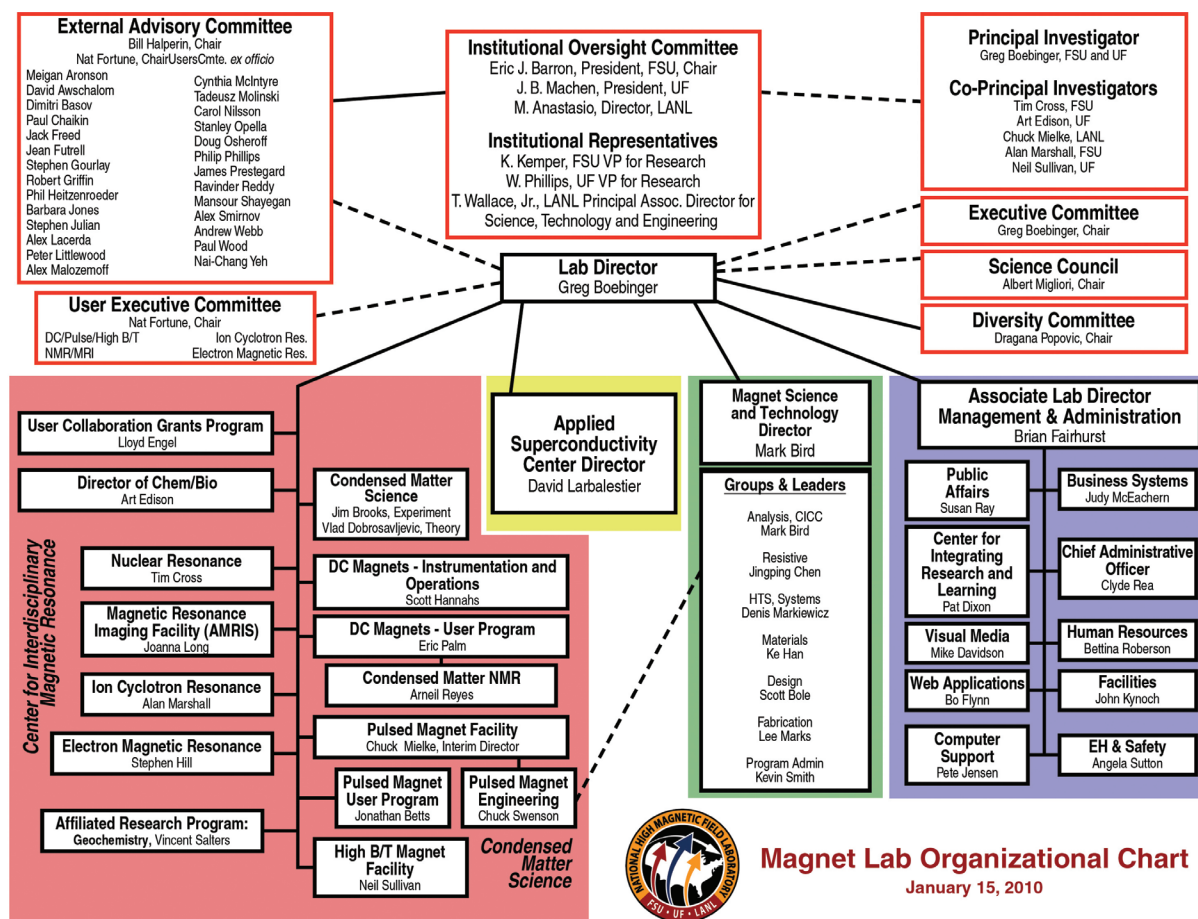 External Advisory Committee
Bill Halperin, Chair
Nat Fortune, ChairUsersCmte. ex officio
Meigan Aronson
David Awschalom
Dimitri Basov
Paul Chaikin
Jack Freed
Jean Futrell
Stephen Gourlay
Robert Griffin
Phil Heitzenroeder
Barbara Jones
Stephen Julian
Alex Lacerda
Peter Littlewood
Alex Malozemoff
Cynthia McIntyre
Tadeusz Molinski
Carol Nilsson
Stanley Opella
Doug Osheroff
Philip Phillips
James Prestegard
Ravinder Reddy
Mansour Shayegan
Alex Smirnov
Andrew Webb
Paul Wood
Nai-Chang Yeh
Institutional Oversight Committee
Eric J. Barron, President, FSU, Chair
J. B. Machen, President, UF
M. Anastasio, Director, LANL
Institutional Representatives
K. Kemper, FSU VP for Research
W. Phillips, UF VP for Research
T. Wallace, Jr., LANL Principal Assoc. Director for
Science, Technology and Engineering
Principal Investigator
Greg Boebinger, FSU and UF
Co-Principal Investigators
Tim Cross, FSU
Art Edison, UF
Chuck Mielke, LANL
Alan Marshall, FSU
Neil Sullivan, UF
Executive Committee
Greg Boebinger, Chair
Science Council
Albert Migliori, Chair
Diversity Committee
Dragana Popovic, Chair
Lab Director
Greg Boebinger
User Executive Committee
Nat Fortune, Chair
DC/Pulse/High B/T Ion Cyclotron Res.
NMR/MRI Electron Magnetic Res.
User Collaboration Grants Program
Lloyd Engel
Director of Chem/Bio
Art Edison
Center for Interdisciplinary
Magnetic Resonance
Nuclear Resonance
Tim Cross
Magnetic Resonance
Imaging Facility (AMRIS)
Joanna Long
Ion Cyclotron Resonance
Alan Marshall
Electron Magnetic Resonance
Stephen Hill
Affiliated Research Program:
Geochemistry, Vincent Salters
Condensed Matter
Science
Jim Brooks, Experiment
Vlad Dobrosavljevic, Theory
DC Magnets - Instrumentation and
Operations
Scott Hannahs
DC Magnets - User Program
Eric Palm
Condensed Matter NMR
Arneil Reyes
Pulsed Magnet Facility
Chuck Mielke, Interim Director
Pulsed Magnet
User Program
Jonathan Betts
Pulsed Magnet
Engineering
Chuck Swenson
High B/T Magnet
Facility
Neil Sullivan
Condensed
Matter
Science
Applied
Superconductivity
Center Director
David Larbalestier
Magnet Science
and Technology
Director
Mark Bird
Groups & Leaders
Analysis, CICC
Mark Bird
Resistive
Jingping Chen
HTS, Systems
Denis Markiewicz
Materials
Ke Han
Design
Scott Bole
Fabrication
Lee Marks
Program Admin
Kevin Smith
Associate Lab Director
Management & Administration
Brian Fairhurst
Public
Affairs
Susan Ray
Business Systems
Judy McEachern
Center for
Integrating
Research and
Learning
Pat Dixon
Chief Administrative
Officer
Clyde Rea
Visual Media
Mike Davidson
Human Resources
Bettina Roberson
Web Applications
Bo Flynn
Facilities
John Kynoch
Computer
Support
Pete Jensen
EH & Safety
Angela Sutton
NATIONAL HIGH MAGNETIC FIELD LABORATORY
FSU • UF • LANL
Magnet Lab Organizational Chart
January 15, 2010